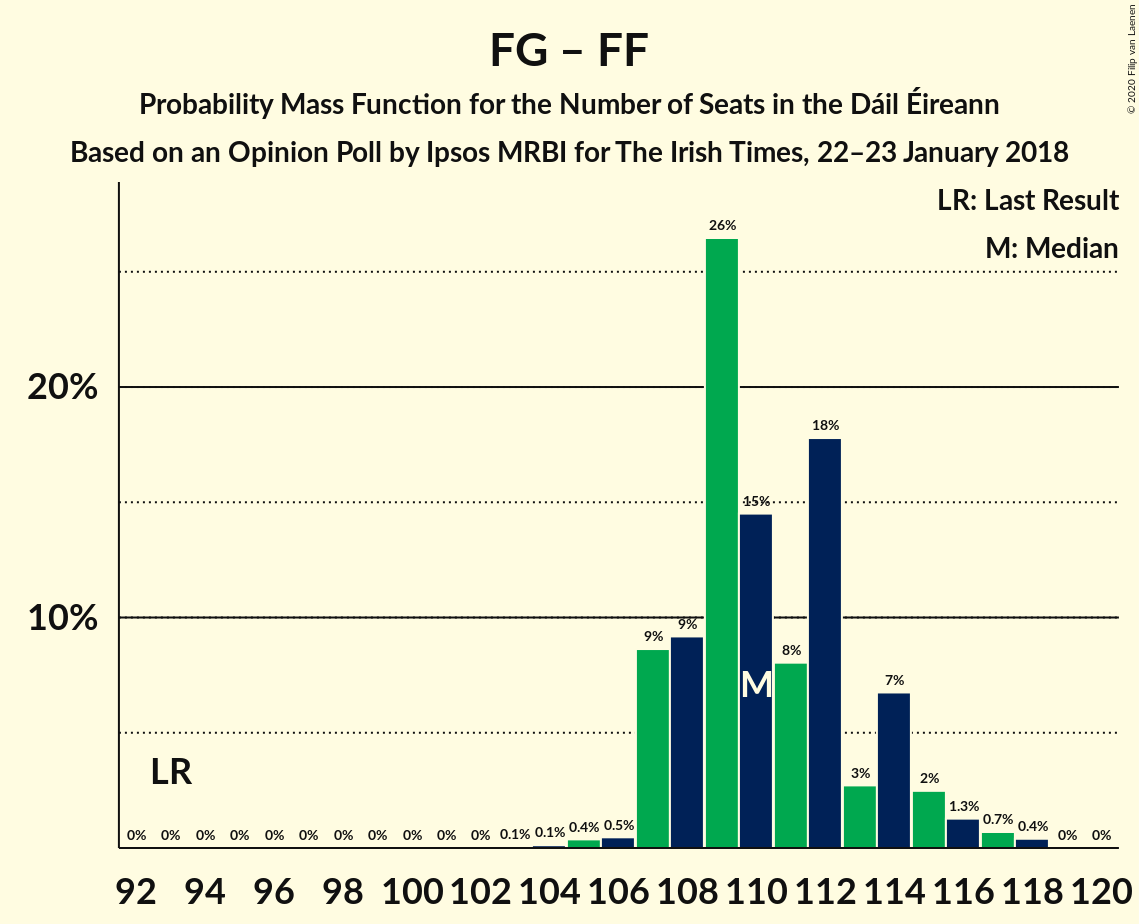 FG – FF
Probability Mass Function for the Number of Seats in the Dáil Éireann
Based on an Opinion Poll by Ipsos MRBI for The Irish Times, 22–23 January 2018
© 2020 Filip van Laenen
LR: Last Result
M: Median
26%
20%
18%
15%
10%
9% 9% 8%
M
7%
LR
3% 2%
0% 0% 0% 0% 0% 0% 0% 0% 0% 0% 0% 0.1% 0.1% 0.4% 0.5% 1.3% 0.7% 0.4% 0% 0%
92 94 96 98 100 102 104 106 108 110 112 114 116 118 120